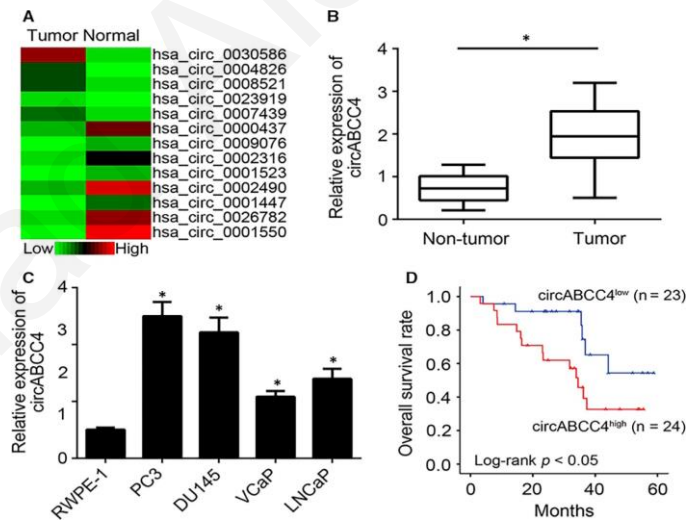 A
Tumor Normal
hsa_circ_0030586
hsa_circ_0004826
hsa_circ_0008521
hsa_circ_0023919
hsa_circ_0007439
hsa_circ_0000437
hsa_circ_0009076
hsa_circ_0002316
hsa_circ_0001523
hsa_circ_0002490
hsa_circ_0001447
hsa_circ_0026782
hsa_circ_0001550
Low High
B
Relative expression of
circABCC4
4
3
2
1
0
*
Non-tumor Tumor
C
Relative expression of
circABCC4
4
3
2
1
0
* * * *
RWPE-1 PC3 DU145 VCaP LNCaP
D
Overall survival rate
1.0
0.8
0.6
0.4
0.2
0.0
circABCC4low (n = 23)
circABCC4high (n = 24)
Log-rank p < 0.05
0 20 40 60
Months